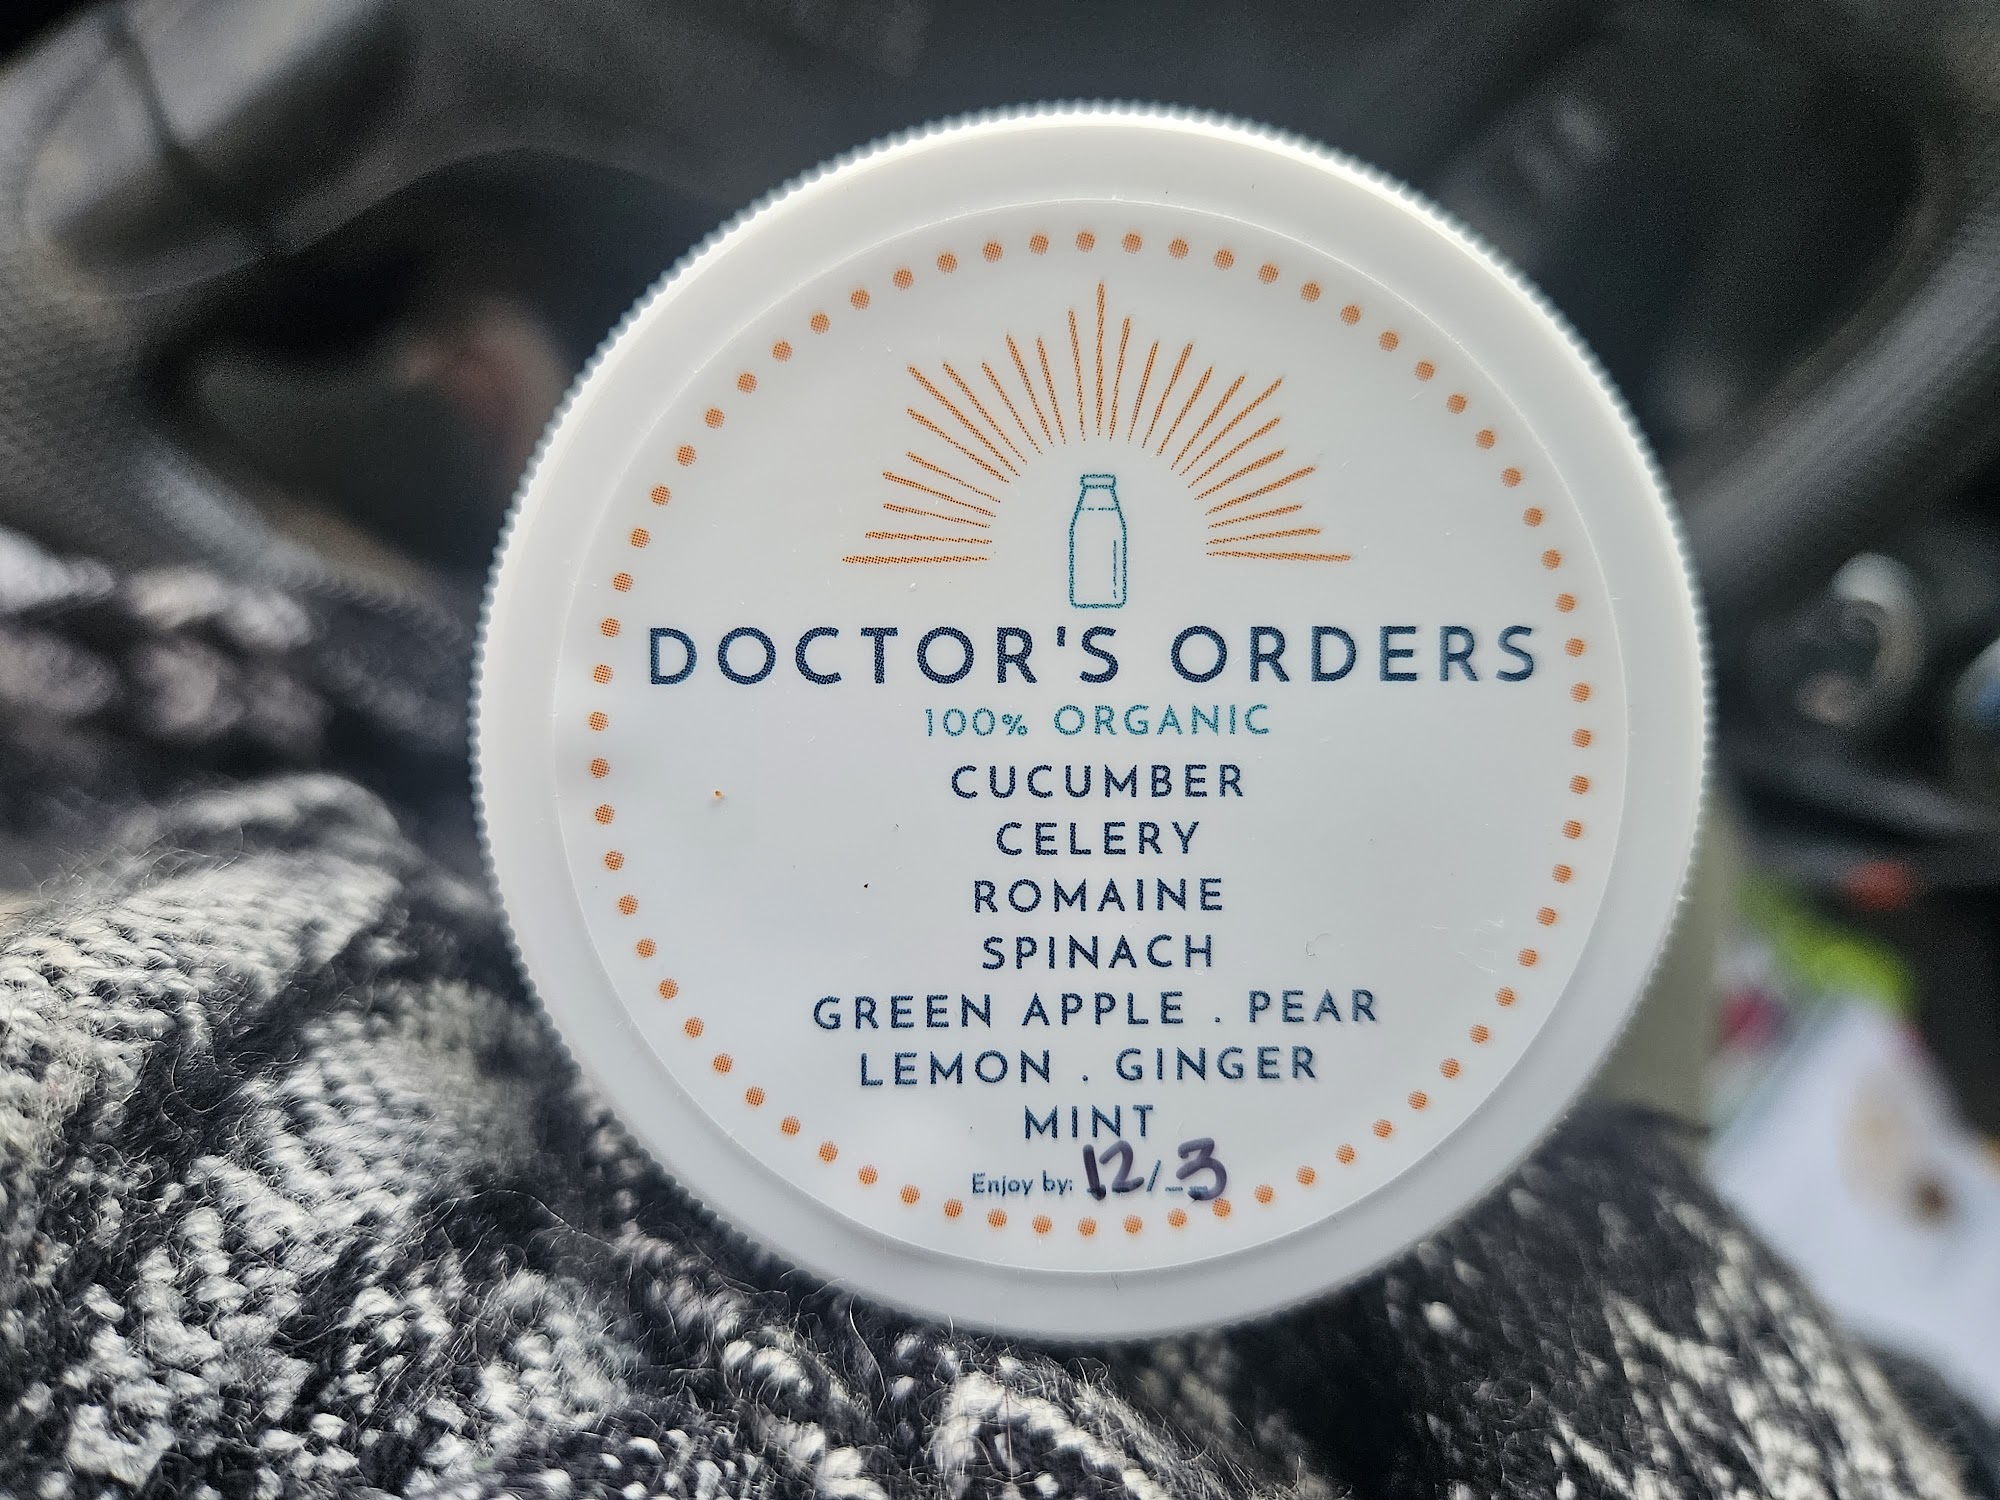 DOCTOR'S ORDERS
100% ORGANIC
CUCUMBER
CELERY
ROMAINE
SPINACH
GREEN APPLE . PEAR
LEMON . GINGER
MINT
Enjoy by: 12/3